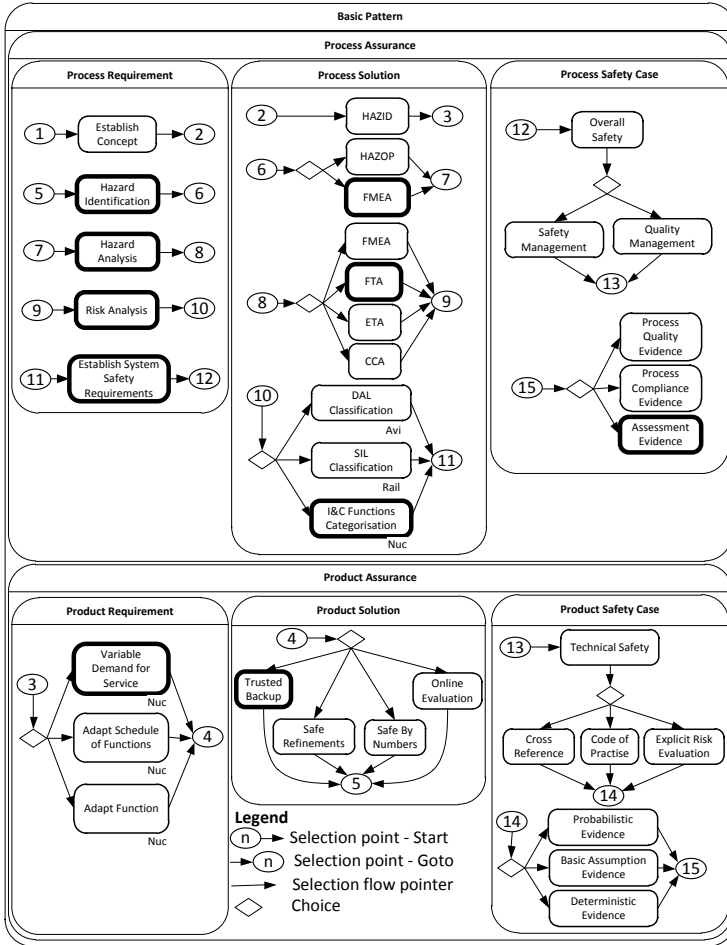 Basic Pattern
Process Assurance
Process Requirement
1
Establish
Concept
2
5
Hazard
Identification
6
7
Hazard
Analysis
8
9
Risk Analysis
10
11
Establish System
Safety
Requirements
12
Process Solution
2
HAZID
3
6
HAZOP
FMEA
7
8
FMEA
FTA
ETA
CCA
9
10
DAL
Classification
Avi
SIL
Classification
Rail
I&C Functions
Categorisation
Nuc
11
Process Safety Case
12
Overall
Safety
Safety
Management
Quality
Management
13
15
Process
Quality
Evidence
Process
Compliance
Evidence
Assessment
Evidence
Product Assurance
Product Requirement
3
Variable
Demand for
Service
Nuc
Adapt Schedule
of Functions
Nuc
Adapt Function
Nuc
4
Product Solution
4
Trusted
Backup
Online
Evaluation
Safe
Refinements
Safe By
Numbers
5
Legend
n Selection point - Start
n Selection point - Goto
Selection flow pointer
Choice
Product Safety Case
13
Technical Safety
Cross
Reference
Code of
Practise
Explicit Risk
Evaluation
14
14
Probabilistic
Evidence
Basic Assumption
Evidence
Deterministic
Evidence
15